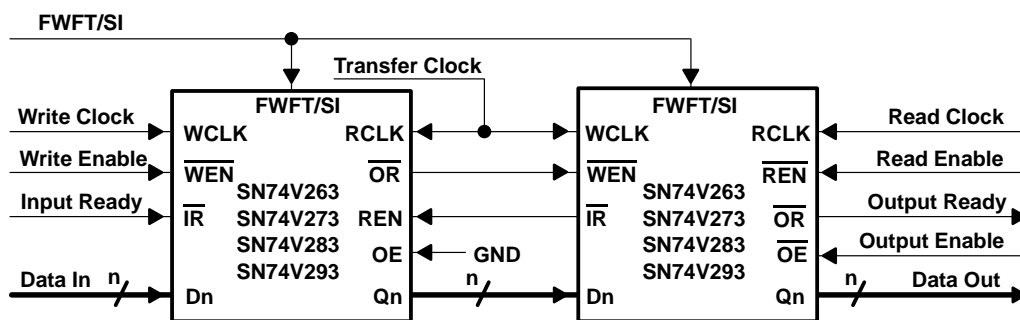 FWFT/SI
Transfer Clock
FWFT/SI
FWFT/SI
Write Clock
WCLK
RCLK
WCLK
RCLK
Read Clock
Write Enable
WEN
OR
WEN
REN
Read Enable
SN74V263
SN74V263
Input Ready
IR
SN74V273
REN
IR
SN74V273
OR
Output Ready
SN74V283
SN74V283
OE
GND
OE
Output Enable
SN74V293
SN74V293
Data In
n
Dn
Qn
n
Dn
Qn
n
Data Out